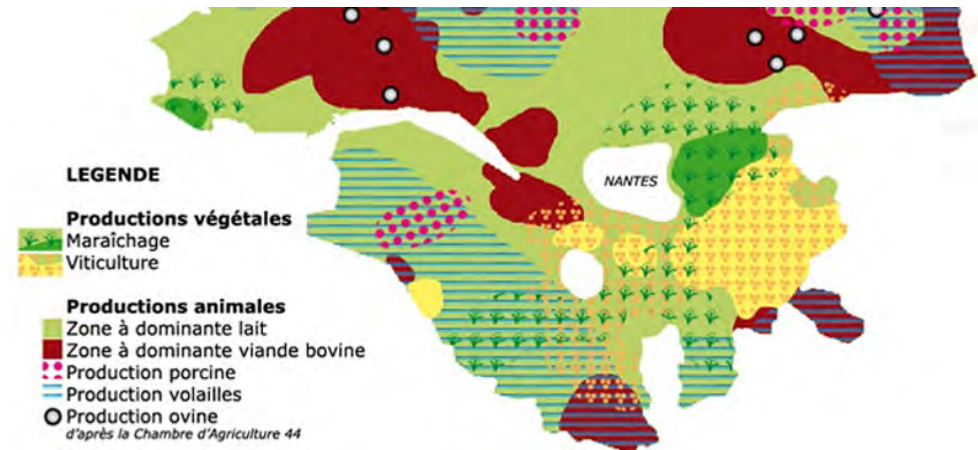 NANTES
LEGENDE
Productions végétales
Maraîchage
Viticulture
Productions animales
Zone à dominante lait
Zone à dominante viande bovine
Production porcine
Production volailles
Production ovine
d'après la Chambre d'Agriculture 44